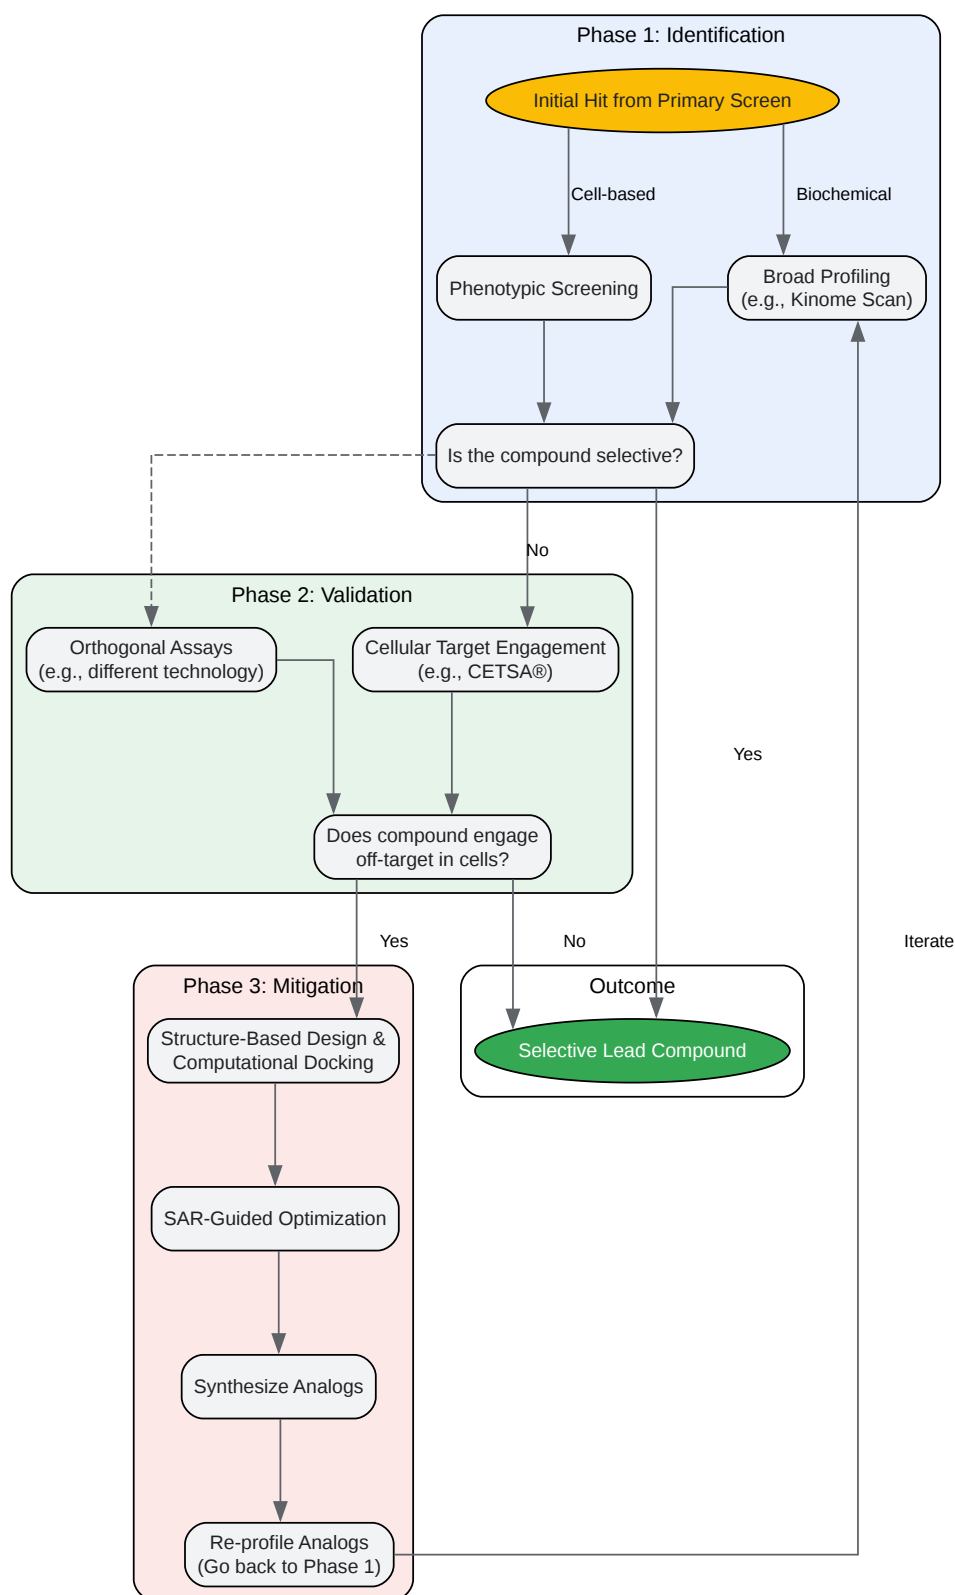 Phase 1: Identification
Initial Hit from Primary Screen
Cell-based
Biochemical
Phenotypic Screening
Broad Profiling
(e.g., Kinome Scan)
Is the compound selective?
No
Phase 2: Validation
Orthogonal Assays
(e.g., different technology)
Cellular Target Engagement
(e.g., CETSA®)
Yes
Does compound engage
off-target in cells?
Yes
No
Iterate
Phase 3: Mitigation
Outcome
Structure-Based Design &
Computational Docking
Selective Lead Compound
SAR-Guided Optimization
Synthesize Analogs
Re-profile Analogs
(Go back to Phase 1)